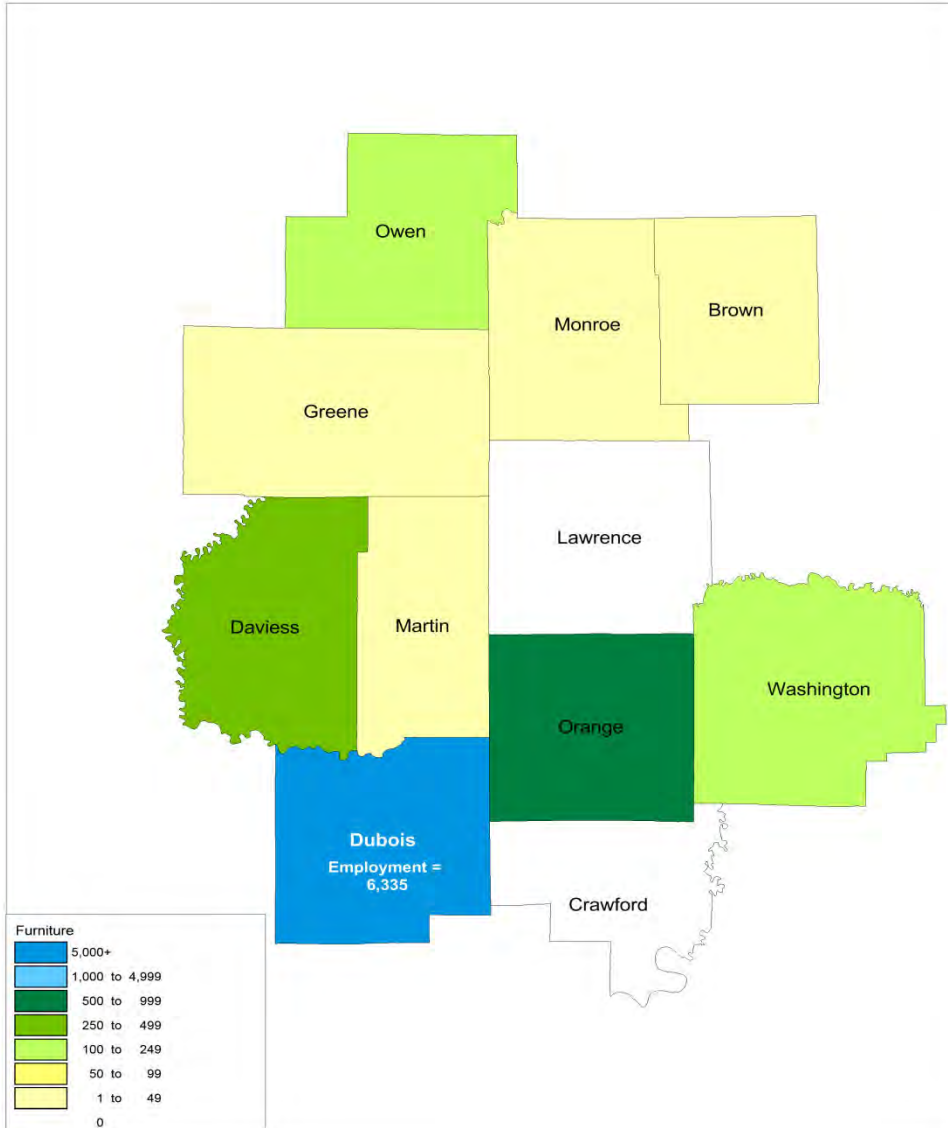 Owen
Monroe
Brown
Greene
Lawrence
Daviess
Martin
Washington
Orange
Dubois
Employment =
6,335
Crawford
Furniture
5,000+
1,000 to 4,999
500 to 999
250 to 499
100 to 249
50 to 99
1 to 49
0